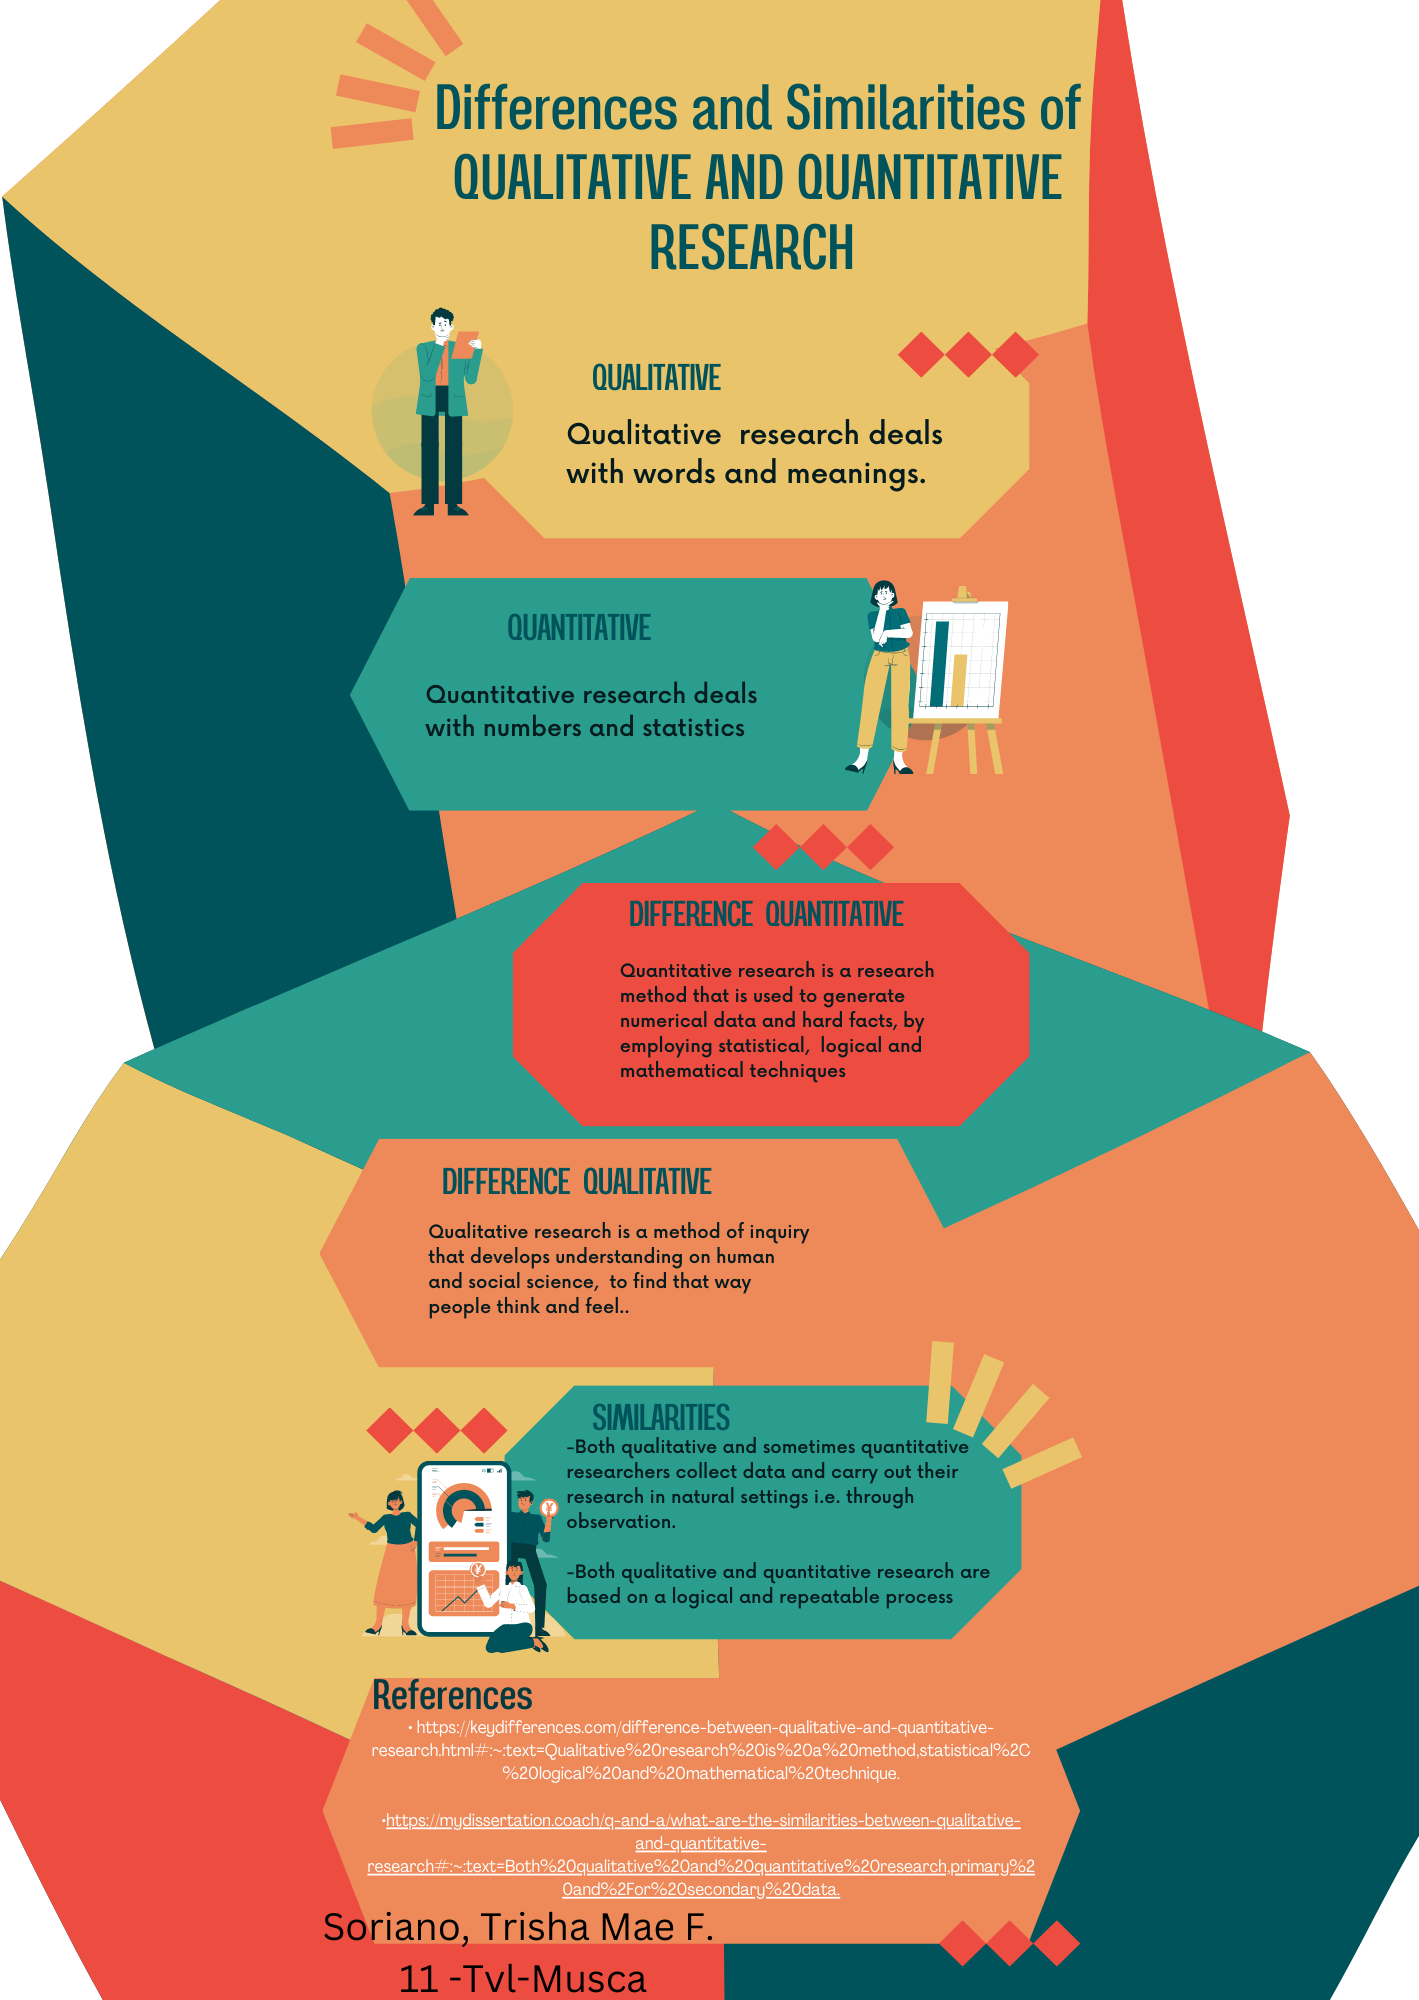 Differences and Similarities of
QUALITATIVE AND QUANTITATIVE
RESEARCH
QUALITATIVE
Qualitative research deals
with words and meanings.
QUANTITATIVE
Quantitative research deals
with numbers and statistics
DIFFERENCE QUANTITATIVE
Quantitative research is a research
method that is used to generate
numerical data and hard facts, by
employing statistical, logical and
mathematical techniques
DIFFERENCE QUALITATIVE
Qualitative research is a method of inquiry
that develops understanding on human
and social science, to find that way
people think and feel..
SIMILARITIES
-Both qualitative and sometimes quantitative
researchers collect data and carry out their
research in natural settings i.e. through
observation.
-Both qualitative and quantitative research are
based on a logical and repeatable process
References
• https://keydifferences.com/difference-between-qualitative-and-quantitative-
research.html#:~:text=Qualitative%20research%20is%20a%20method,statistical%2C
%20logical%20and%20mathematical%20technique.
•https://mydissertation.coach/q-and-a/what-are-the-similarities-between-qualitative-
and-quantitative-
research#:~:text=Both%20qualitative%20and%20quantitative%20research,primary%2
0and%2For%20secondary%20data.
Soriano, Trisha Mae F.
11 -Tvl-Musca